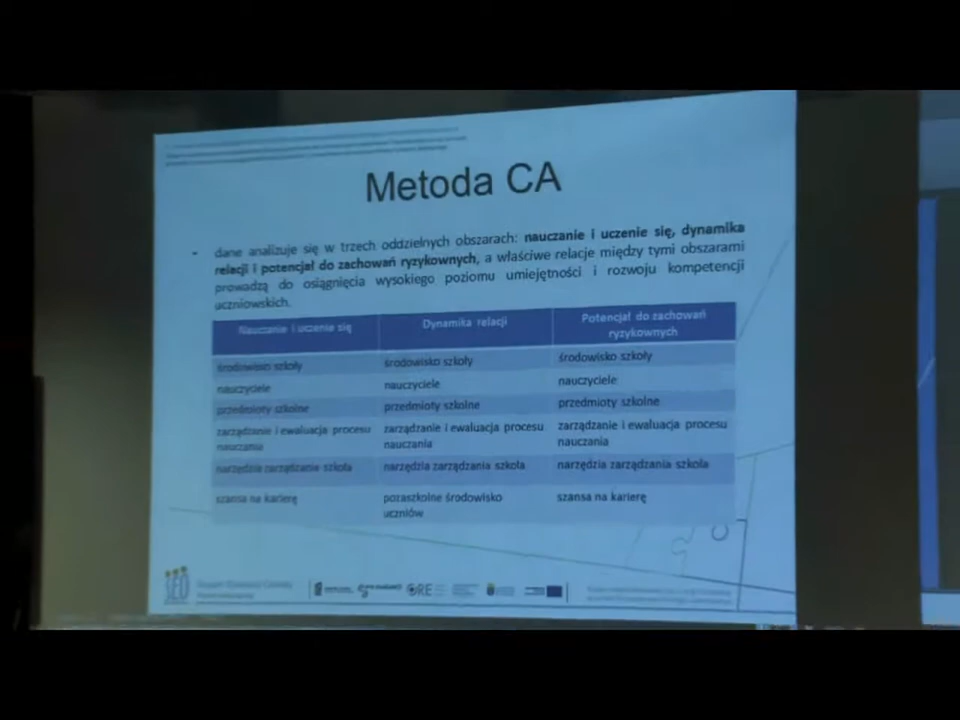 Metoda CA
- dane analizuje się w trzech oddzielnych obszarach: nauczanie i uczenie się, dynamika
relacji i potencjał do zachowań ryzykownych, a właściwe relacje między tymi obszarami
prowadzą do osiągnięcia wysokiego poziomu umiejętności i rozwoju kompetencji
uczniowskich.
Nauczanie i uczenie się Dynamika relacji Potencjał do zachowań
ryzykownych
środowisko szkoły środowisko szkoły środowisko szkoły
nauczyciele nauczyciele nauczyciele
przedmioty szkolne przedmioty szkolne przedmioty szkolne
zarządzanie i ewaluacja procesu zarządzanie i ewaluacja procesu zarządzanie i ewaluacja procesu
nauczania nauczania nauczania
narzędzia zarządzania szkoła narzędzia zarządzania szkoła narzędzia zarządzania szkoła
szansa na karierę pozaszkolne środowisko szansa na karierę
uczniów
SEO
ORE